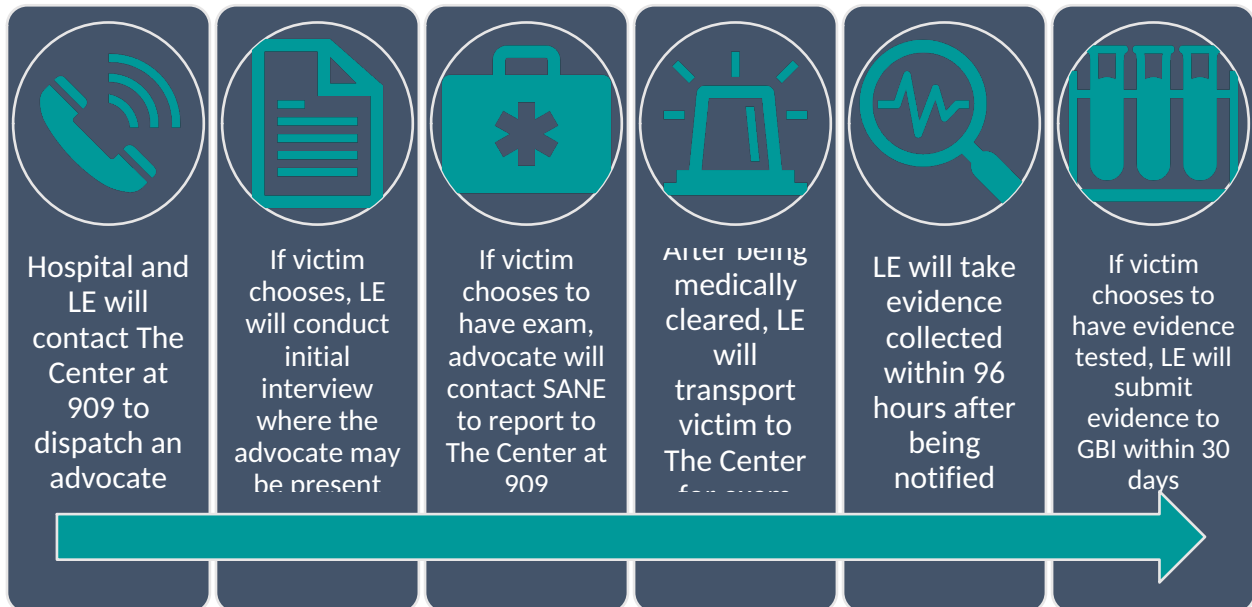 Hospital and
LE will
contact The
Center at
909 to
dispatch an
advocate
If victim
chooses, LE
will conduct
initial
interview
where the
advocate may
be present
If victim
chooses to
have exam,
advocate will
contact SANE
to report to
The Center at
909
After being
medically
cleared, LE
will
transport
victim to
The Center
for exam
LE will take
evidence
collected
within 96
hours after
being
notified
If victim
chooses to
have evidence
tested, LE will
submit
evidence to
GBI within 30
days